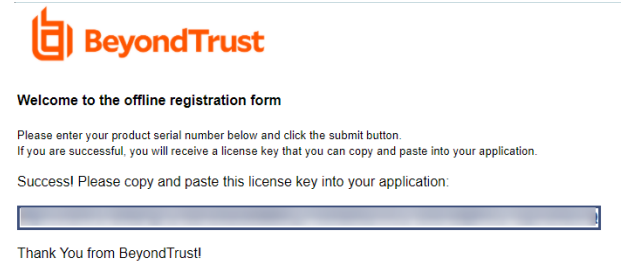 BeyondTrust
Welcome to the offline registration form
Please enter your product serial number below and click the submit button.
If you are successful, you will receive a license key that you can copy and paste into your application.
Success! Please copy and paste this license key into your application:
Thank You from BeyondTrust!